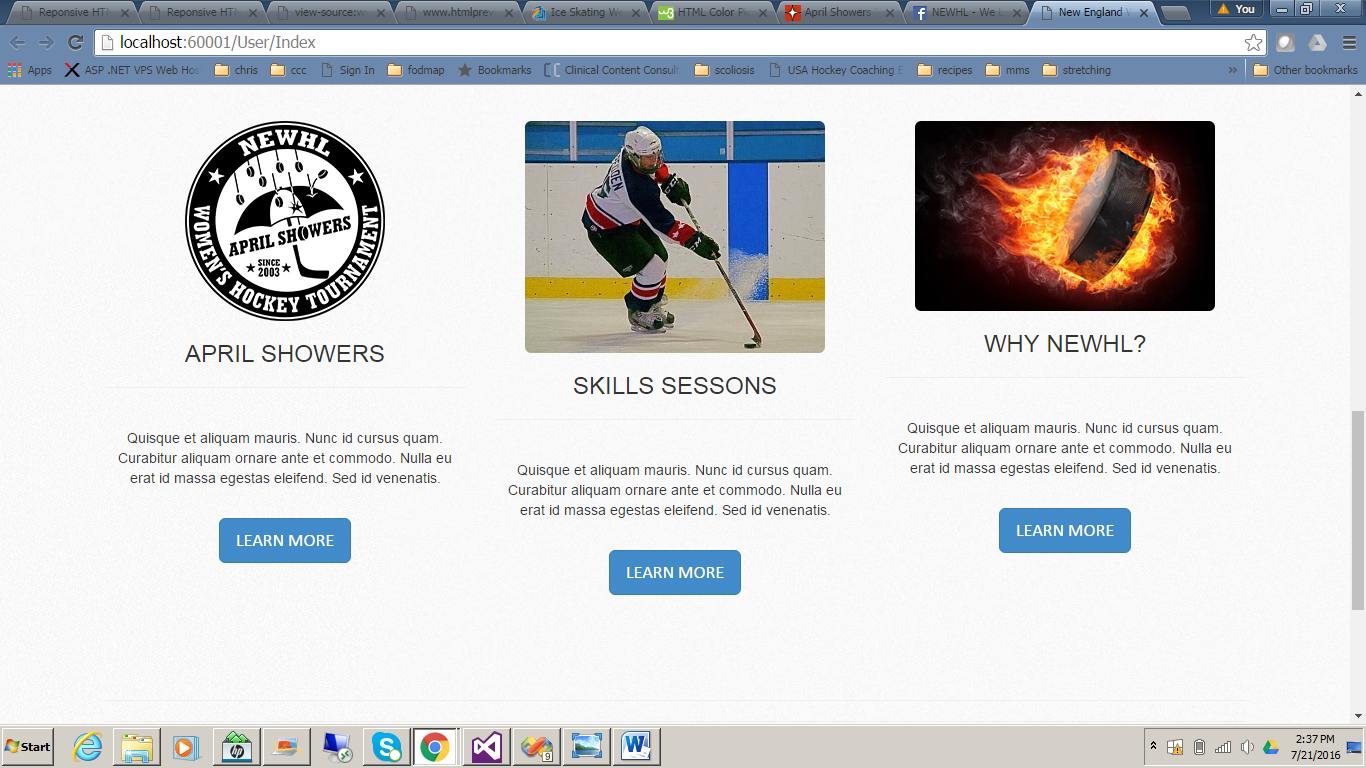 Reponsive HT
Responsive HT
view-source:w
www.htmlprev
Ice Skating We
HTML Color Pi
April Showers
NEWHL - We L
New England
You
localhost:60001/User/Index
Apps
ASP .NET VPS Web Hos
chris
ccc
Sign In
fodmap
Bookmarks
Clinical Content Consult
scoliosis
USA Hockey Coaching E
recipes
mms
stretching
»
Other bookmarks
NEWHL
APRIL SHOWERS
SINCE
2003
WOMEN'S HOCKEY TOURNAMENT
APRIL SHOWERS
Quisque et aliquam mauris. Nunc id cursus quam.
Curabitur aliquam ornare ante et commodo. Nulla eu
erat id massa egestas eleifend. Sed id venenatis.
LEARN MORE
CCM
SKILLS SESSONS
Quisque et aliquam mauris. Nunc id cursus quam.
Curabitur aliquam ornare ante et commodo. Nulla eu
erat id massa egestas eleifend. Sed id venenatis.
LEARN MORE
WHY NEWHL?
Quisque et aliquam mauris. Nunc id cursus quam.
Curabitur aliquam ornare ante et commodo. Nulla eu
erat id massa egestas eleifend. Sed id venenatis.
LEARN MORE
Start
hp
9
2:37 PM
7/21/2016